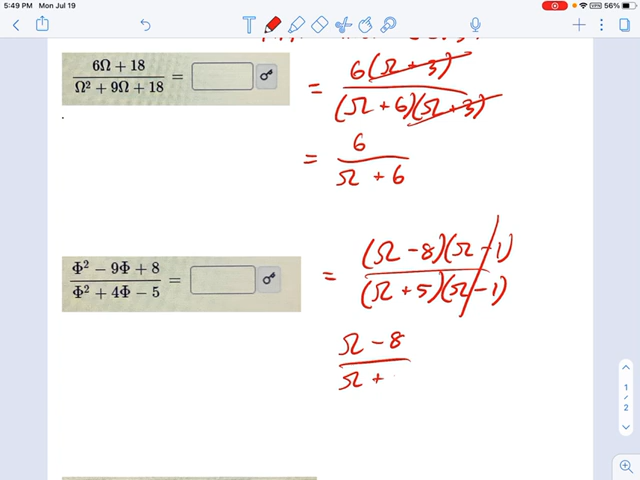 5:49 PM Mon Jul 19
56%
6Ω + 18 / Ω² + 9Ω + 18 =
= 6(Ω + 3) / (Ω + 6)(Ω + 3)
= 6 / Ω + 6
Φ² − 9Φ + 8 / Φ² + 4Φ − 5 =
= (Ω − 8)(Ω − 1) / (Ω + 5)(Ω − 1)
Ω − 8 / Ω +
1 / 2